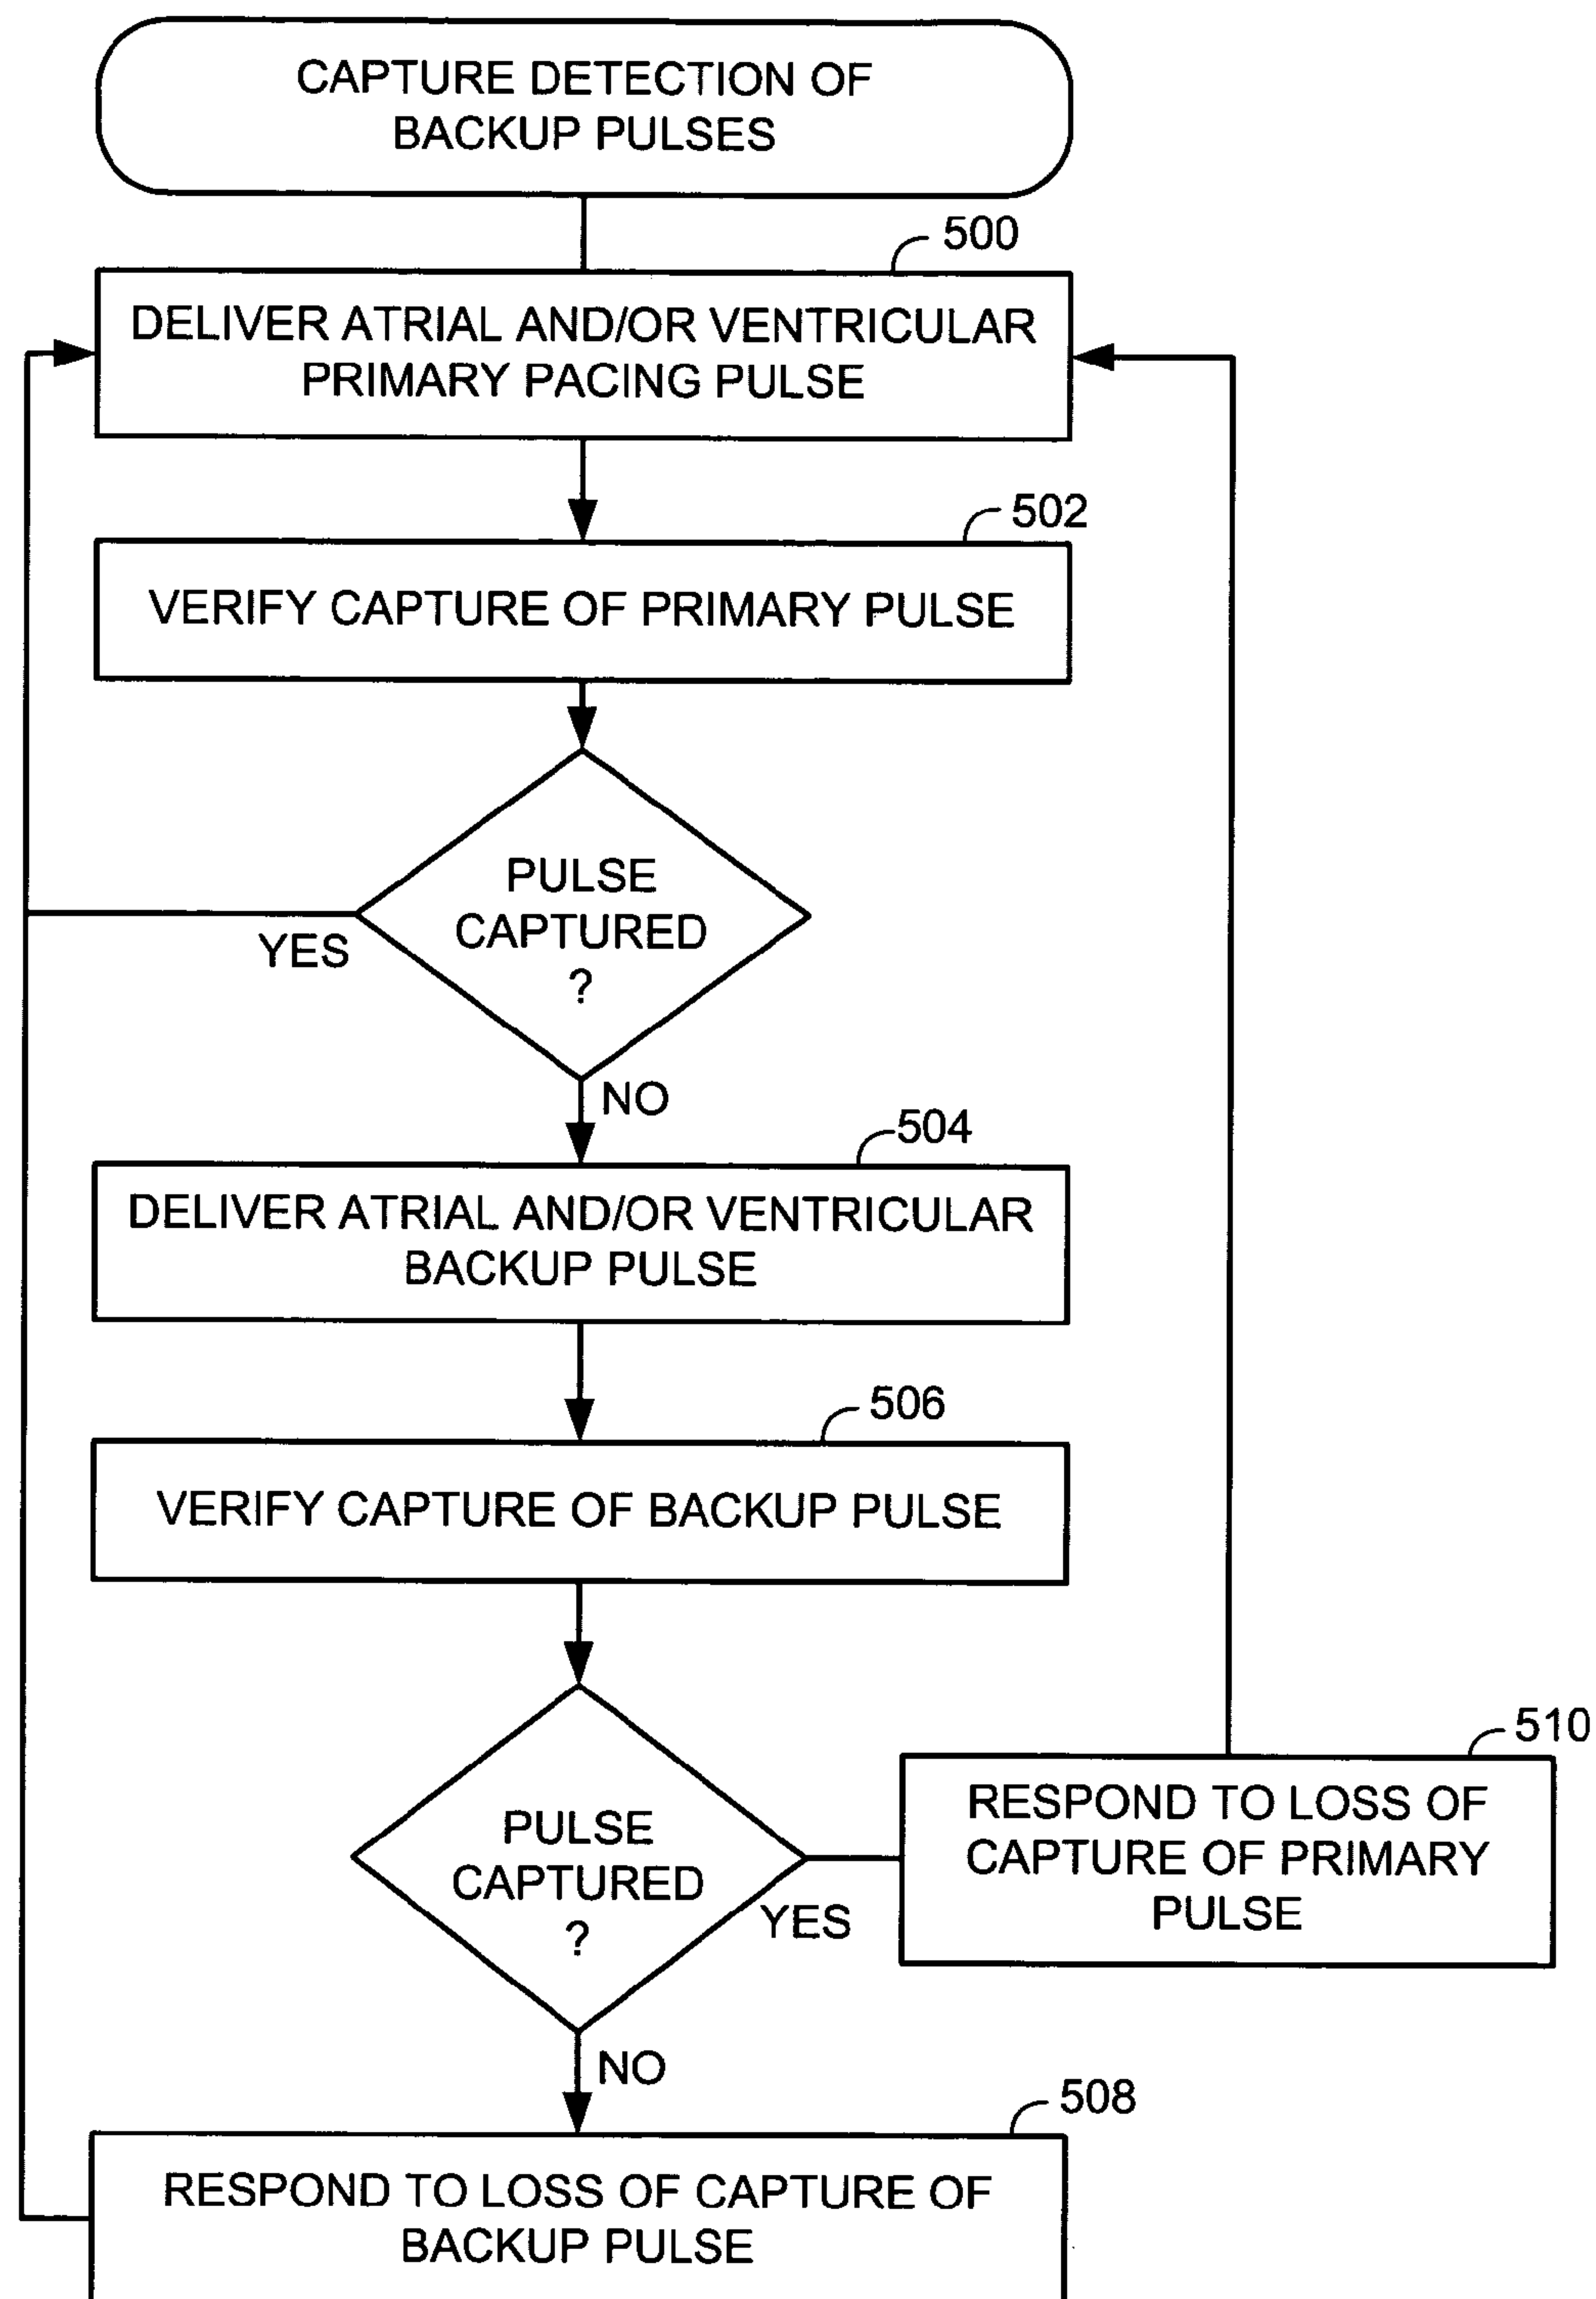 CAPTURE DETECTION OF
BACKUP PULSES
500
DELIVER ATRIAL AND/OR VENTRICULAR
PRIMARY PACING PULSE
502
VERIFY CAPTURE OF PRIMARY PULSE
PULSE
CAPTURED
?
YES
NO
504
DELIVER ATRIAL AND/OR VENTRICULAR
BACKUP PULSE
506
VERIFY CAPTURE OF BACKUP PULSE
PULSE
CAPTURED
?
YES
510
RESPOND TO LOSS OF
CAPTURE OF PRIMARY
PULSE
NO
508
RESPOND TO LOSS OF CAPTURE OF
BACKUP PULSE